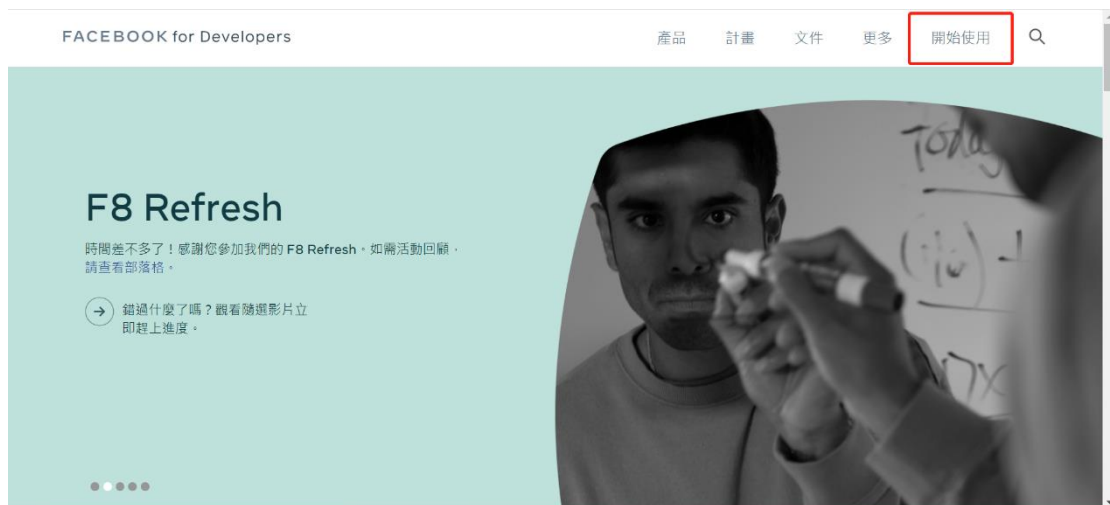 FACEBOOK for Developers
產品
計畫
文件
更多
開始使用
F8 Refresh
時間差不多了！感謝您參加我們的 F8 Refresh。如需活動回顧，
請查看部落格。
錯過什麼了嗎？觀看隨選影片立
即趕上進度。
Today